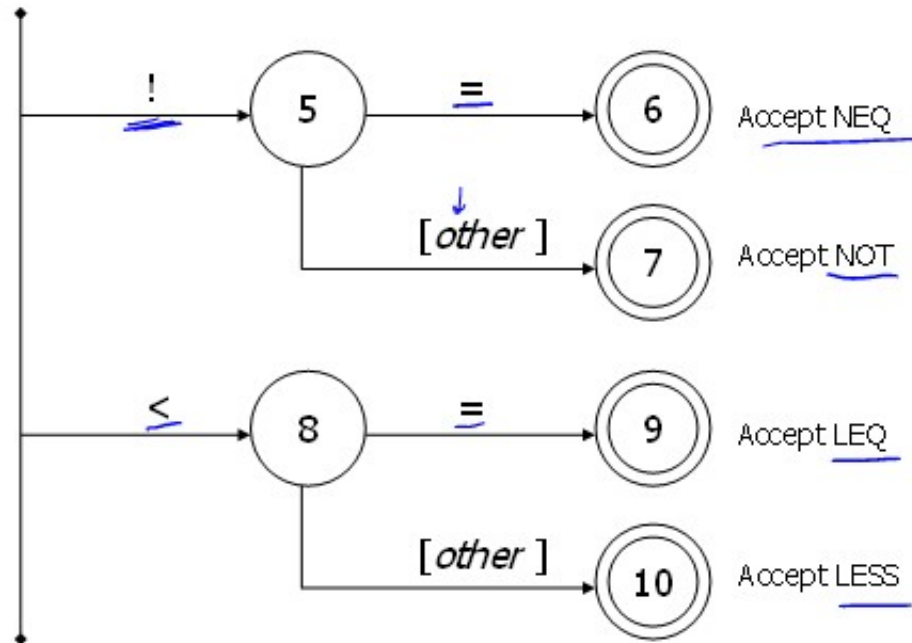 ! 5 = 6 Accept NEQ
[other ] 7 Accept NOT
< 8 = 9 Accept LEQ
[other ] 10 Accept LESS